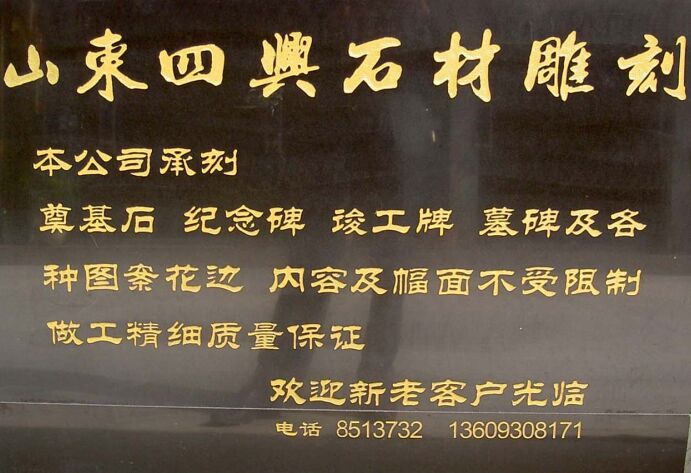 山東四興石材雕刻
本公司承刻
奠基石 纪念碑 竣工牌 墓碑及各
种图案花边 内容及幅面不受限制
做工精细质量保证
欢迎新老客户光临
电话 8513732 13609308171